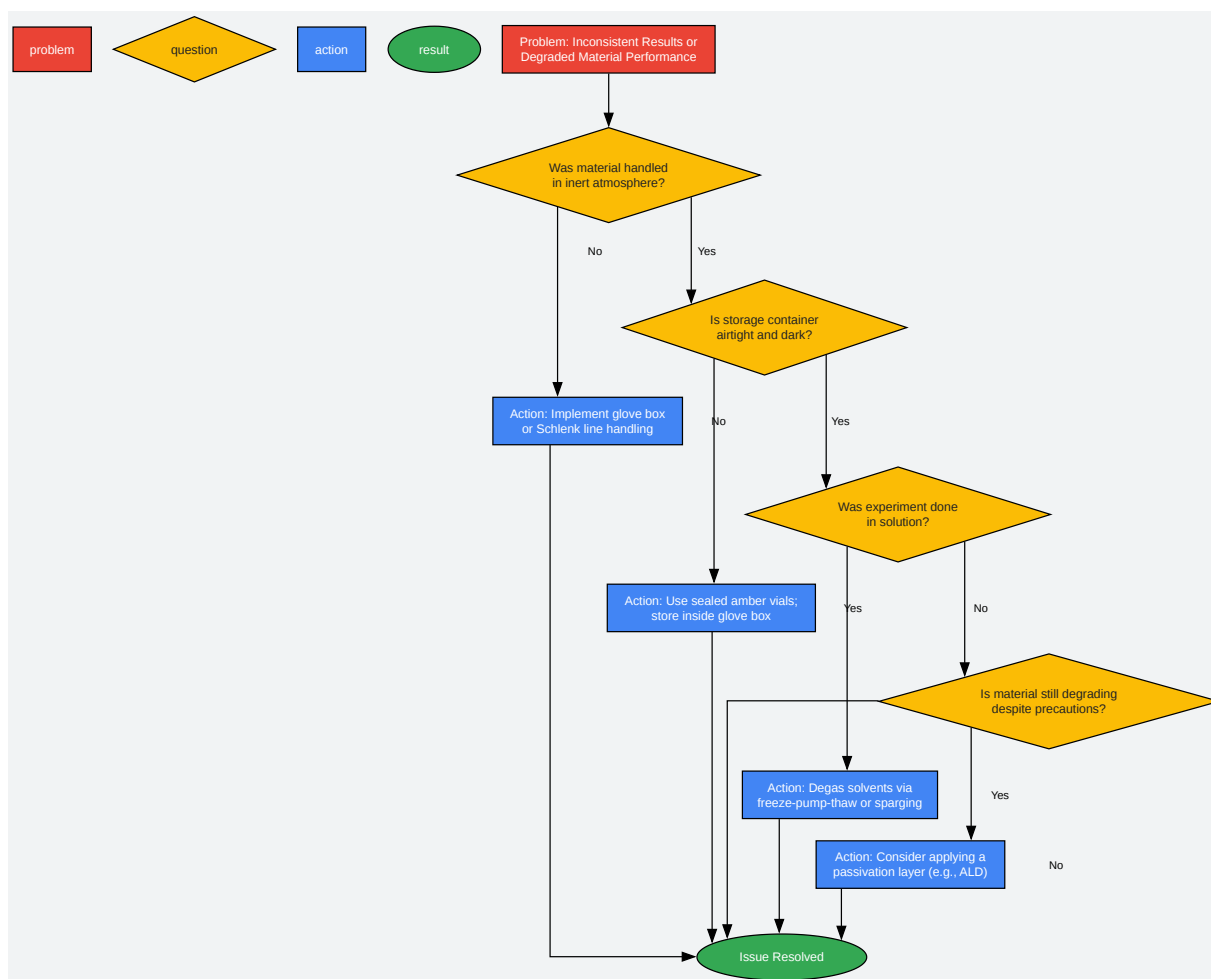 problem
question
action
result
Problem: Inconsistent Results or
Degraded Material Performance
Was material handled
in inert atmosphere?
No
Yes
Is storage container
airtight and dark?
Action: Implement glove box
or Schlenk line handling
No
Yes
Was experiment done
in solution?
Action: Use sealed amber vials;
store inside glove box
Yes
No
Is material still degrading
despite precautions?
Action: Degas solvents via
freeze-pump-thaw or sparging
Yes
Action: Consider applying a
passivation layer (e.g., ALD)
No
Issue Resolved